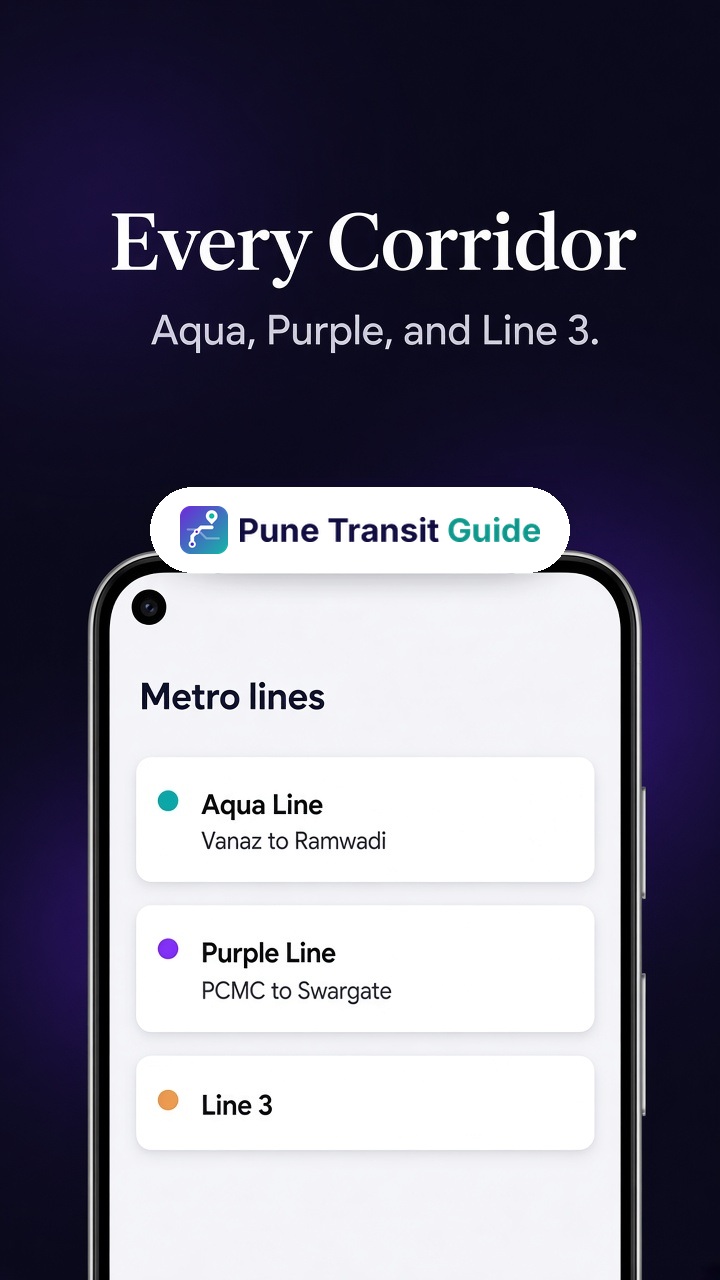 Every Corridor
Aqua, Purple, and Line 3.
Pune Transit Guide
Metro lines
Aqua Line
Vanaz to Ramwadi
Purple Line
PCMC to Swargate
Line 3